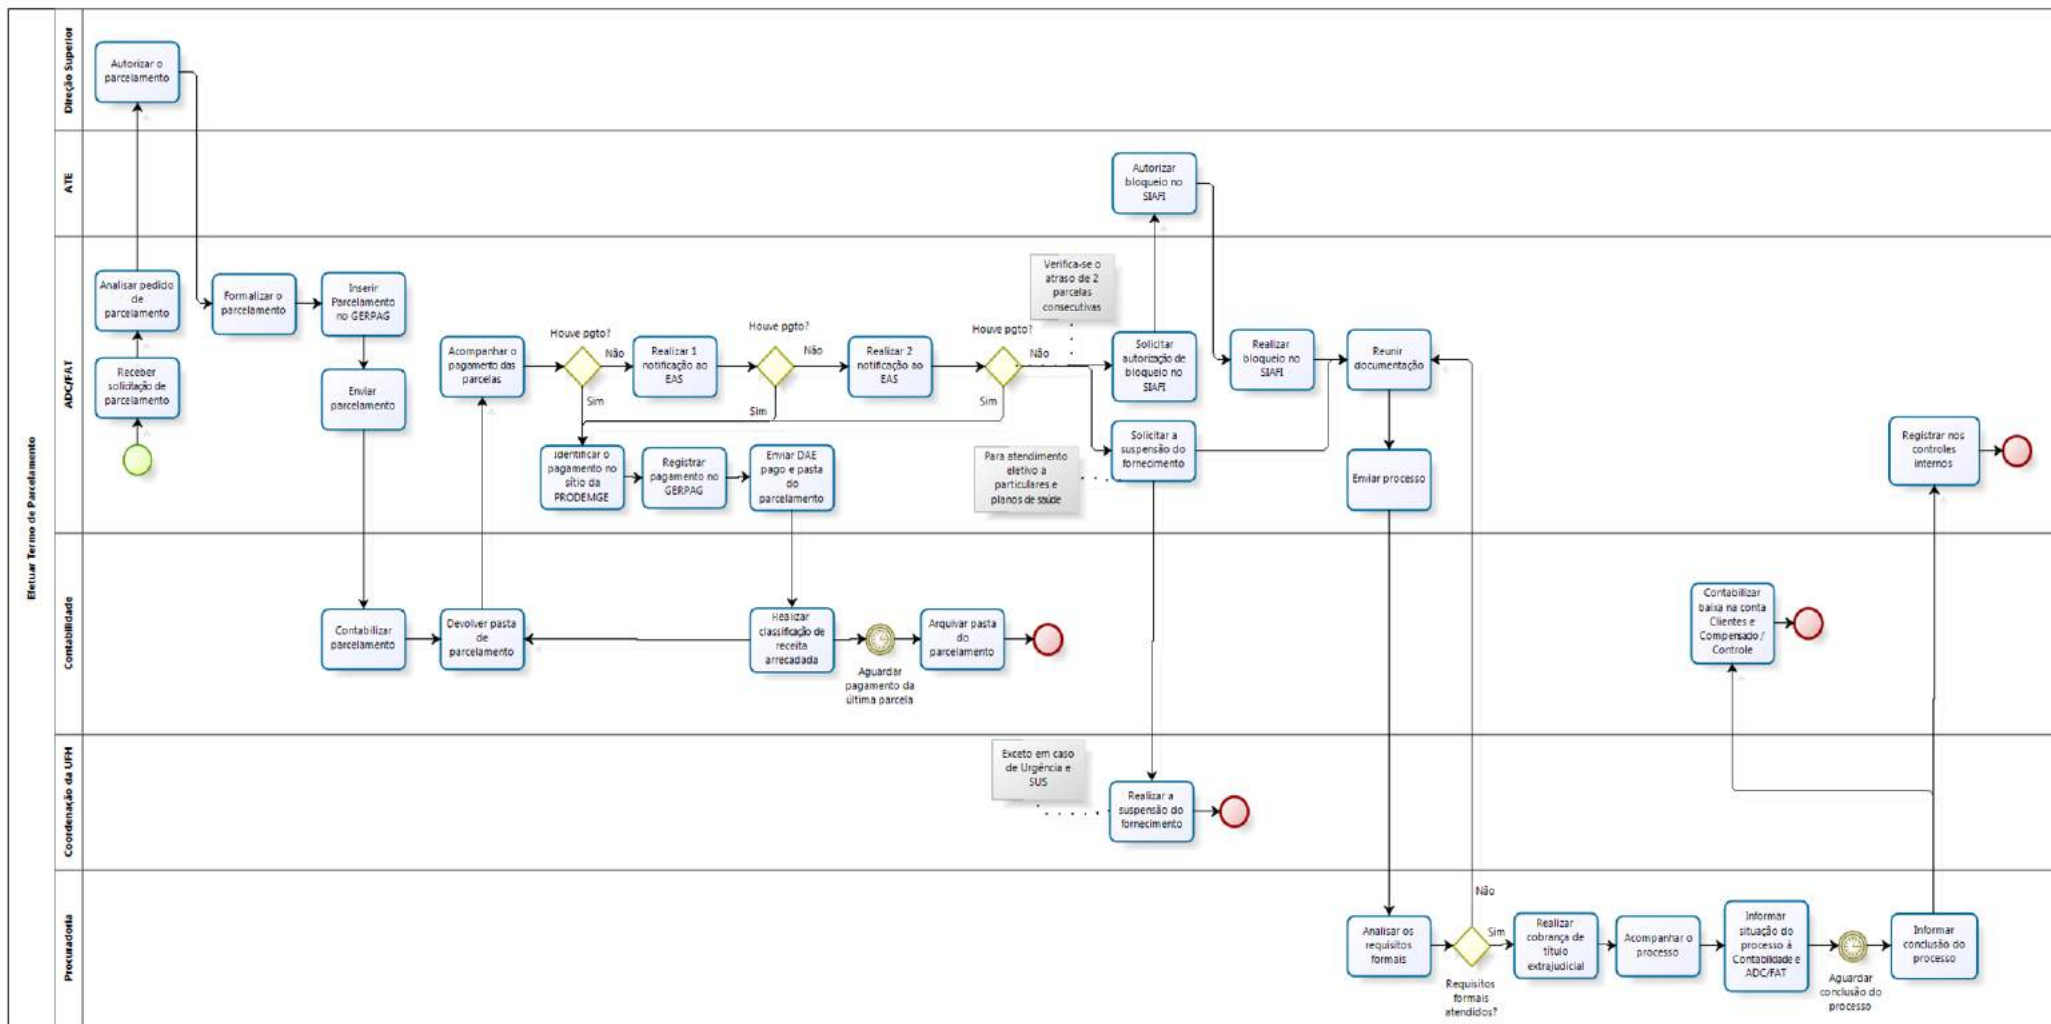 Efetuar Termo de Parcelamento
Direção Superior
Autorizar o
parcelamento
ATE
Autorizar
bloqueio no
SIAFI
ADC/FAT
Analisar pedido
de
parcelamento
Receber
solicitação de
parcelamento
Formalizar o
parcelamento
Inserir
Parcelamento
no GERPAG
Enviar
parcelamento
Acompanhar o
pagamento das
parcelas
Houve pgto?
Não
Sim
Realizar 1
notificação ao
EAS
Houve pgto?
Não
Sim
Realizar 2
notificação ao
EAS
Houve pgto?
Não
Sim
Verifica-se o
atraso de 2
parcelas
consecutivas
Solicitar
autorização de
bloqueio no
SIAFI
Realizar
bloqueio no
SIAFI
Reunir
documentação
Identificar o
pagamento no
sítio da
PRODEMGE
Registrar
pagamento no
GERPAG
Enviar DAE
pago e pasta
do
parcelamento
Para atendimento
eletivo a
particulares e
planos de saúde
Solicitar a
suspensão do
fornecimento
Enviar processo
Registrar nos
controles
internos
Contabilidade
Contabilizar
parcelamento
Devolver pasta
de
parcelamento
Realizar
classificação de
receita
arrecadada
Aguardar
pagamento da
última parcela
Arquivar pasta
do
parcelamento
Contabilizar
baixa na conta
Clientes e
Compensado /
Controle
Coordenação da UFH
Exceto em caso
de Urgência e
SUS
Realizar a
suspensão do
fornecimento
Procuradoria
Analisar os
requisitos
formais
Não
Sim
Requisitos
formais
atendidos?
Realizar
cobrança de
título
extrajudicial
Acompanhar o
processo
Informar
situação do
processo à
Contabilidade e
ADC/FAT
Aguardar
conclusão do
processo
Informar
conclusão do
processo